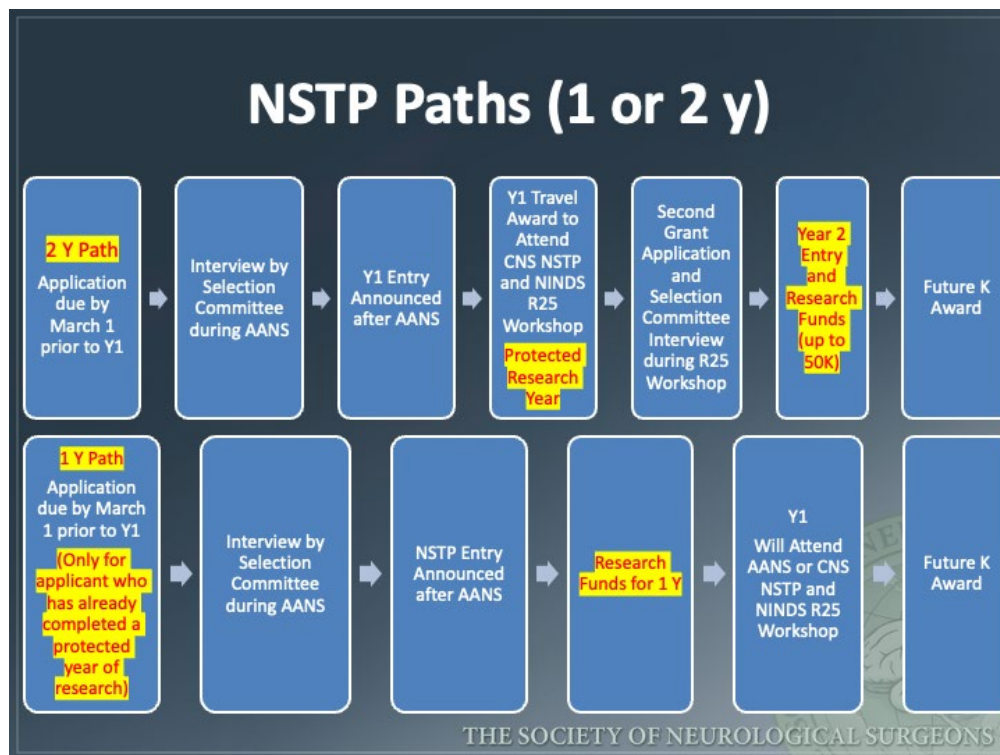 NSTP Paths (1 or 2 y)
2 Y Path
Application
due by
March 1
prior to Y1
Interview by
Selection
Committee
during AANS
Y1 Entry
Announced
after AANS
Y1 Travel
Award to
Attend
CNS NSTP
and NINDS
R25
Workshop
Protected
Research
Year
Second
Grant
Application
and
Selection
Committee
Interview
during R25
Workshop
Year 2
Entry
and
Research
Funds
(up to
50K)
Future K
Award
1 Y Path
Application
due by March
1 prior to Y1
(Only for
applicant who
has already
completed a
protected
year of
research)
Interview by
Selection
Committee
during AANS
NSTP Entry
Announced
after AANS
Research
Funds for 1 Y
Y1
Will Attend
AANS or CNS
NSTP and
NINDS R25
Workshop
Future K
Award
THE SOCIETY OF NEUROLOGICAL SURGEONS